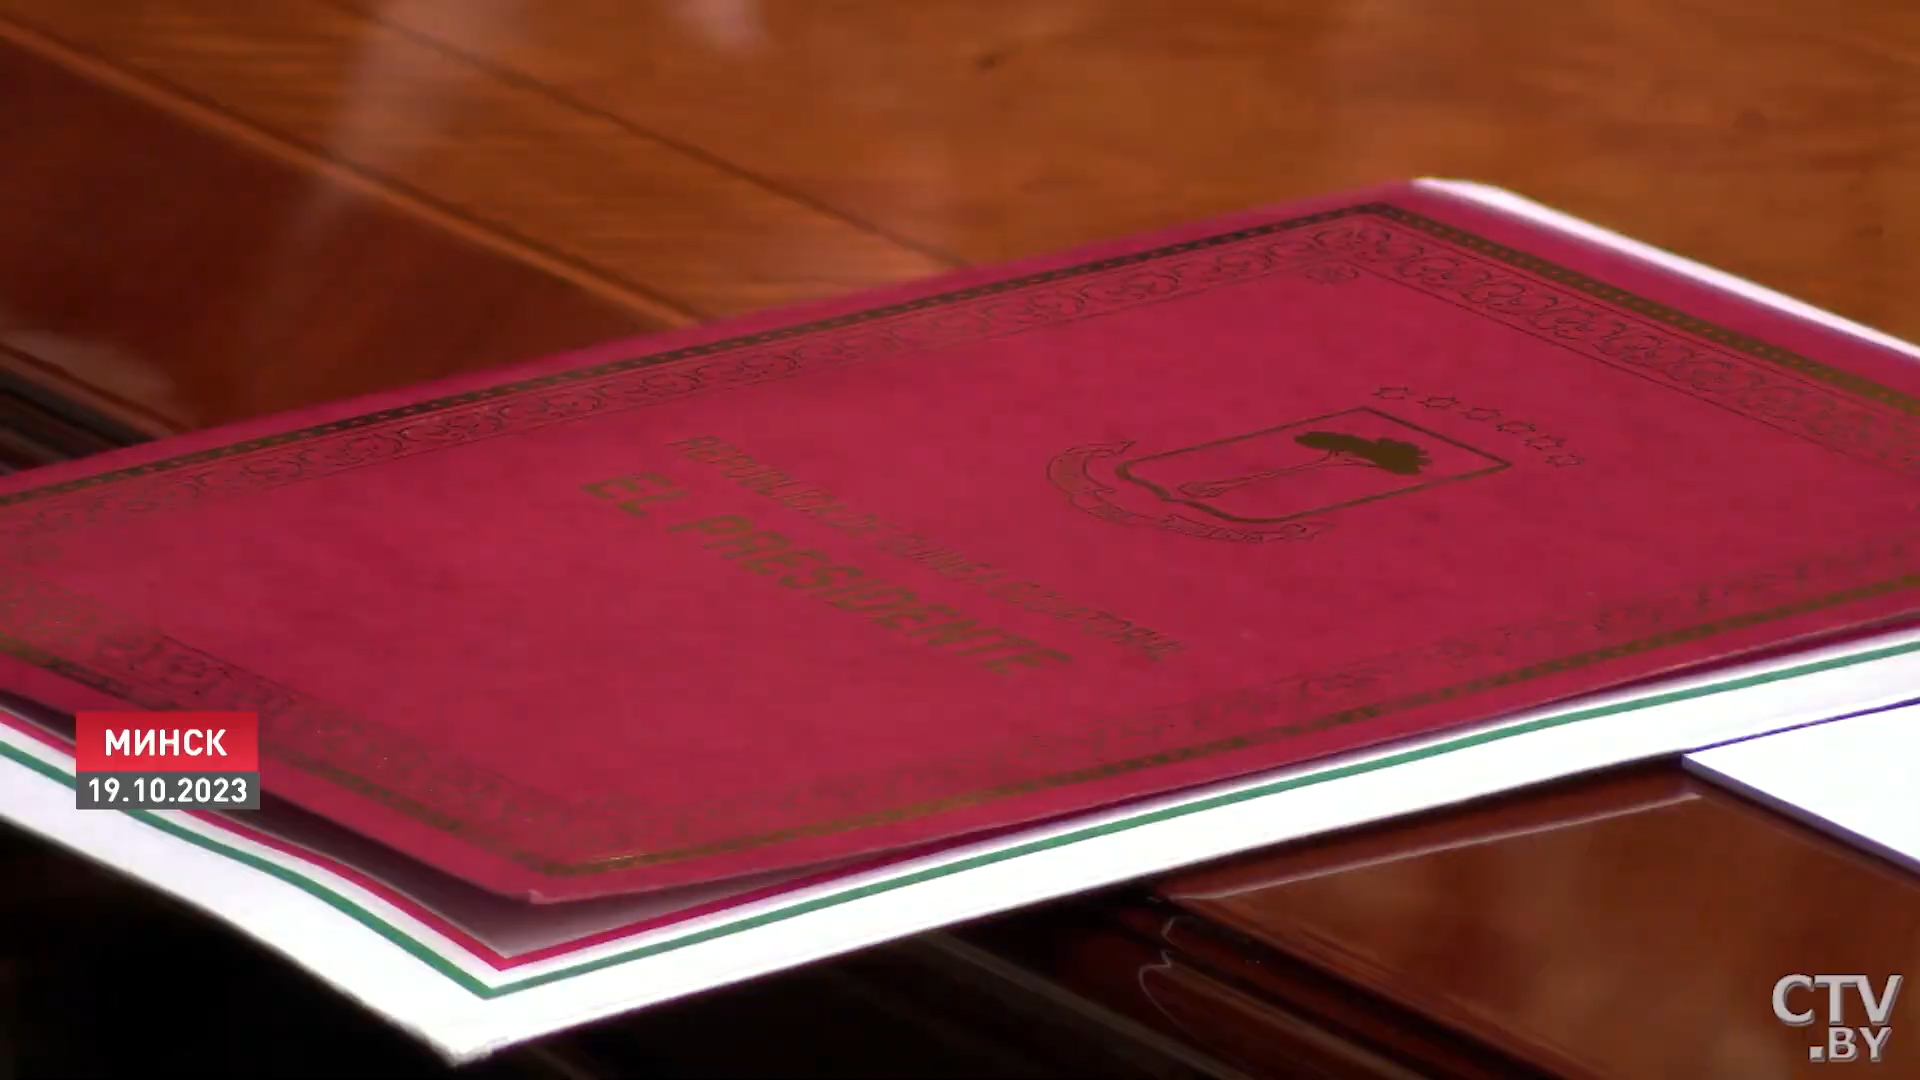 REPUBLICA DE GUINEA ECUATORIAL
EL PRESIDENTE
МИНСК
19.10.2023
CTV
.BY